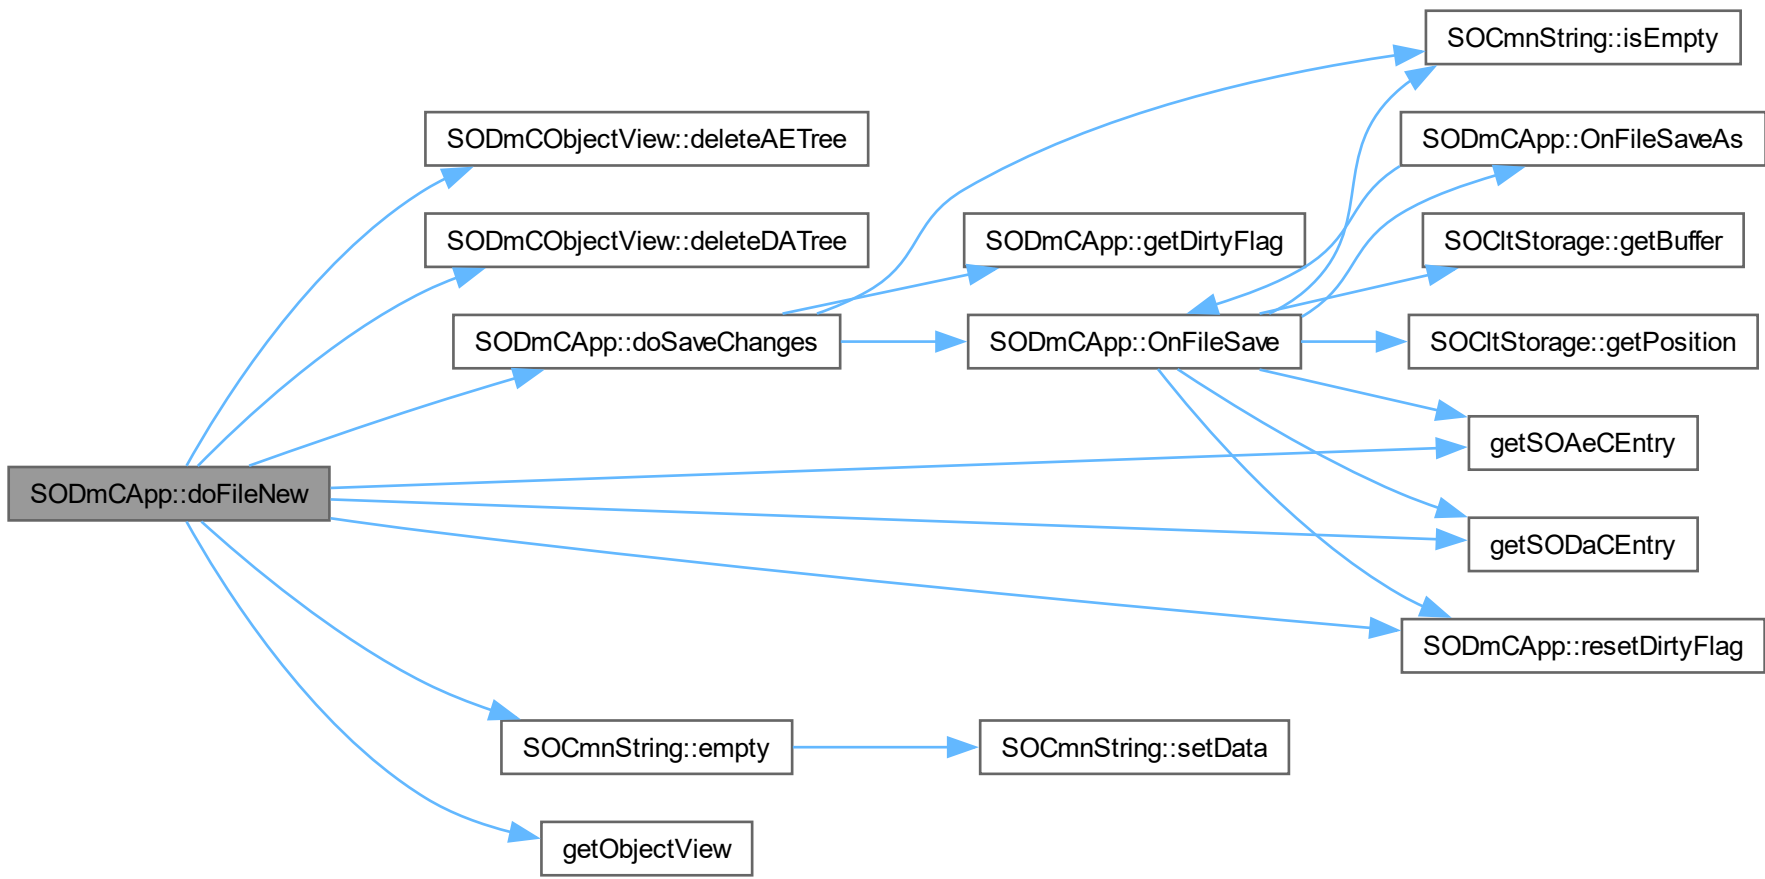 SOCmnString::isEmpty
SODmCObjectView::deleteAETree
SODmCApp::OnFileSaveAs
SODmCObjectView::deleteDATree
SODmCApp::getDirtyFlag
SOCltStorage::getBuffer
SODmCApp::doSaveChanges
SODmCApp::OnFileSave
SOCltStorage::getPosition
getSOAeCEntry
SODmCApp::doFileNew
getSODaCEntry
SODmCApp::resetDirtyFlag
SOCmnString::empty
SOCmnString::setData
getObjectView